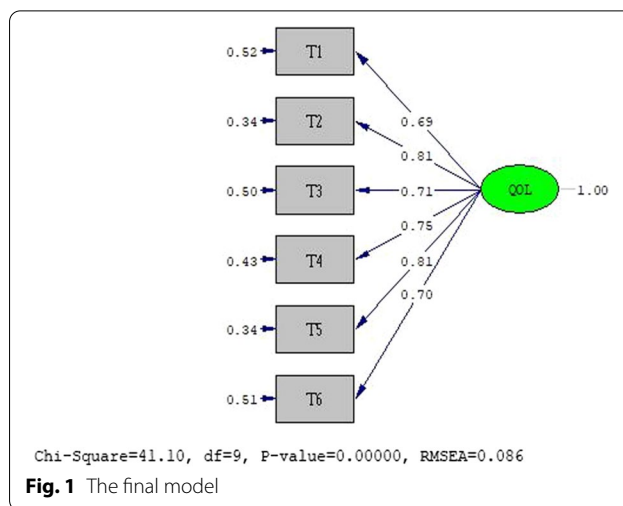 0.52 T1
0.69
0.34 T2
0.81
0.50 T3 0.71 QOL 1.00
0.75
0.43 T4
0.81
0.70
0.34 T5
0.51 T6
Chi-Square=41.10, df=9, P-value=0.00000, RMSEA=0.086
Fig. 1 The final model